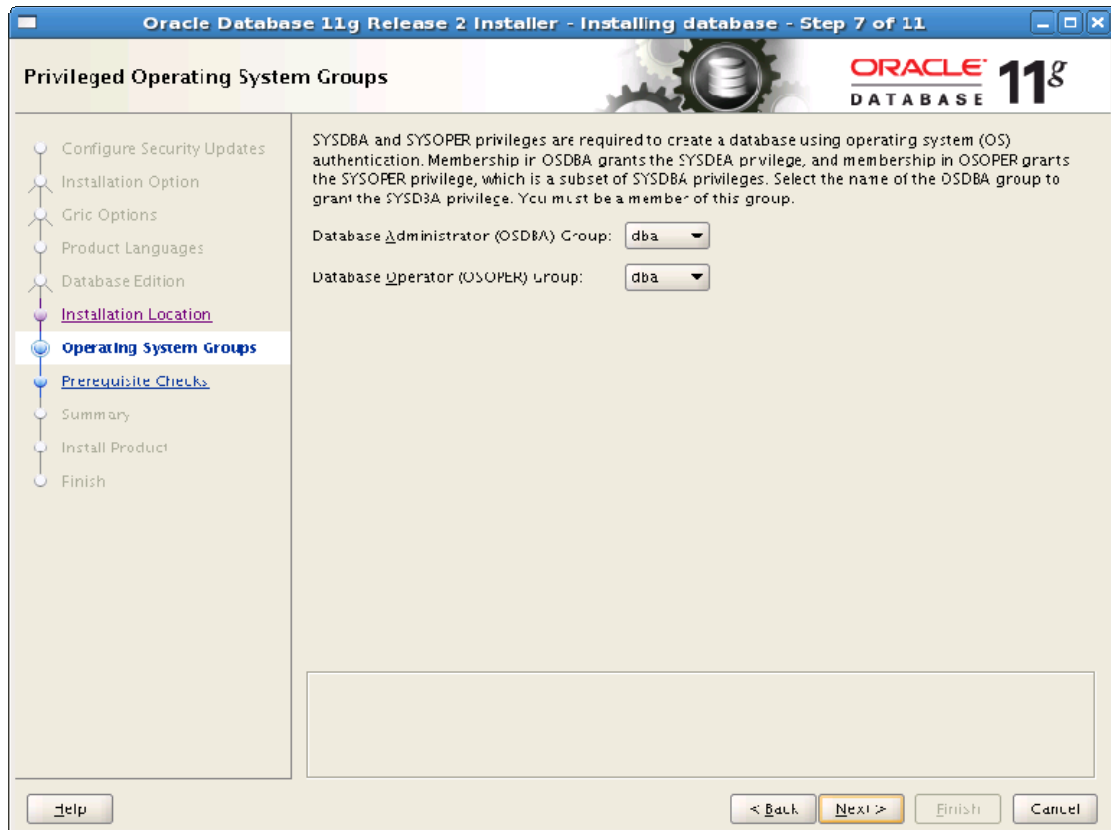 Oracle Database 11g Release 2 Installer - Installing database - Step 7 of 11
Privileged Operating System Groups
ORACLE
DATABASE
11g
Configure Security Updates
Installation Option
Gric Options
Product Languages
Database Edition
Installation Location
Operating System Groups
Prerequisite Checks
Summary
Install Product
Finish
SYSDBA and SYSOPER privileges are required to create a database using operating system (OS)
authentication. Membership in OSDBA grants the SYSDEA privilege, and membership in OSOPER grants
the SYSOPER privilege, which is a subset of SYSDBA privileges. Select the name of the OSDBA group to
grant the SYSD3A privilege. You must be a member of this group.
Database Administrator (OSDBA) Group: dba
Database Operator (OSOPER) Group: dba
Help
< Back
Next >
Finish
Cancel